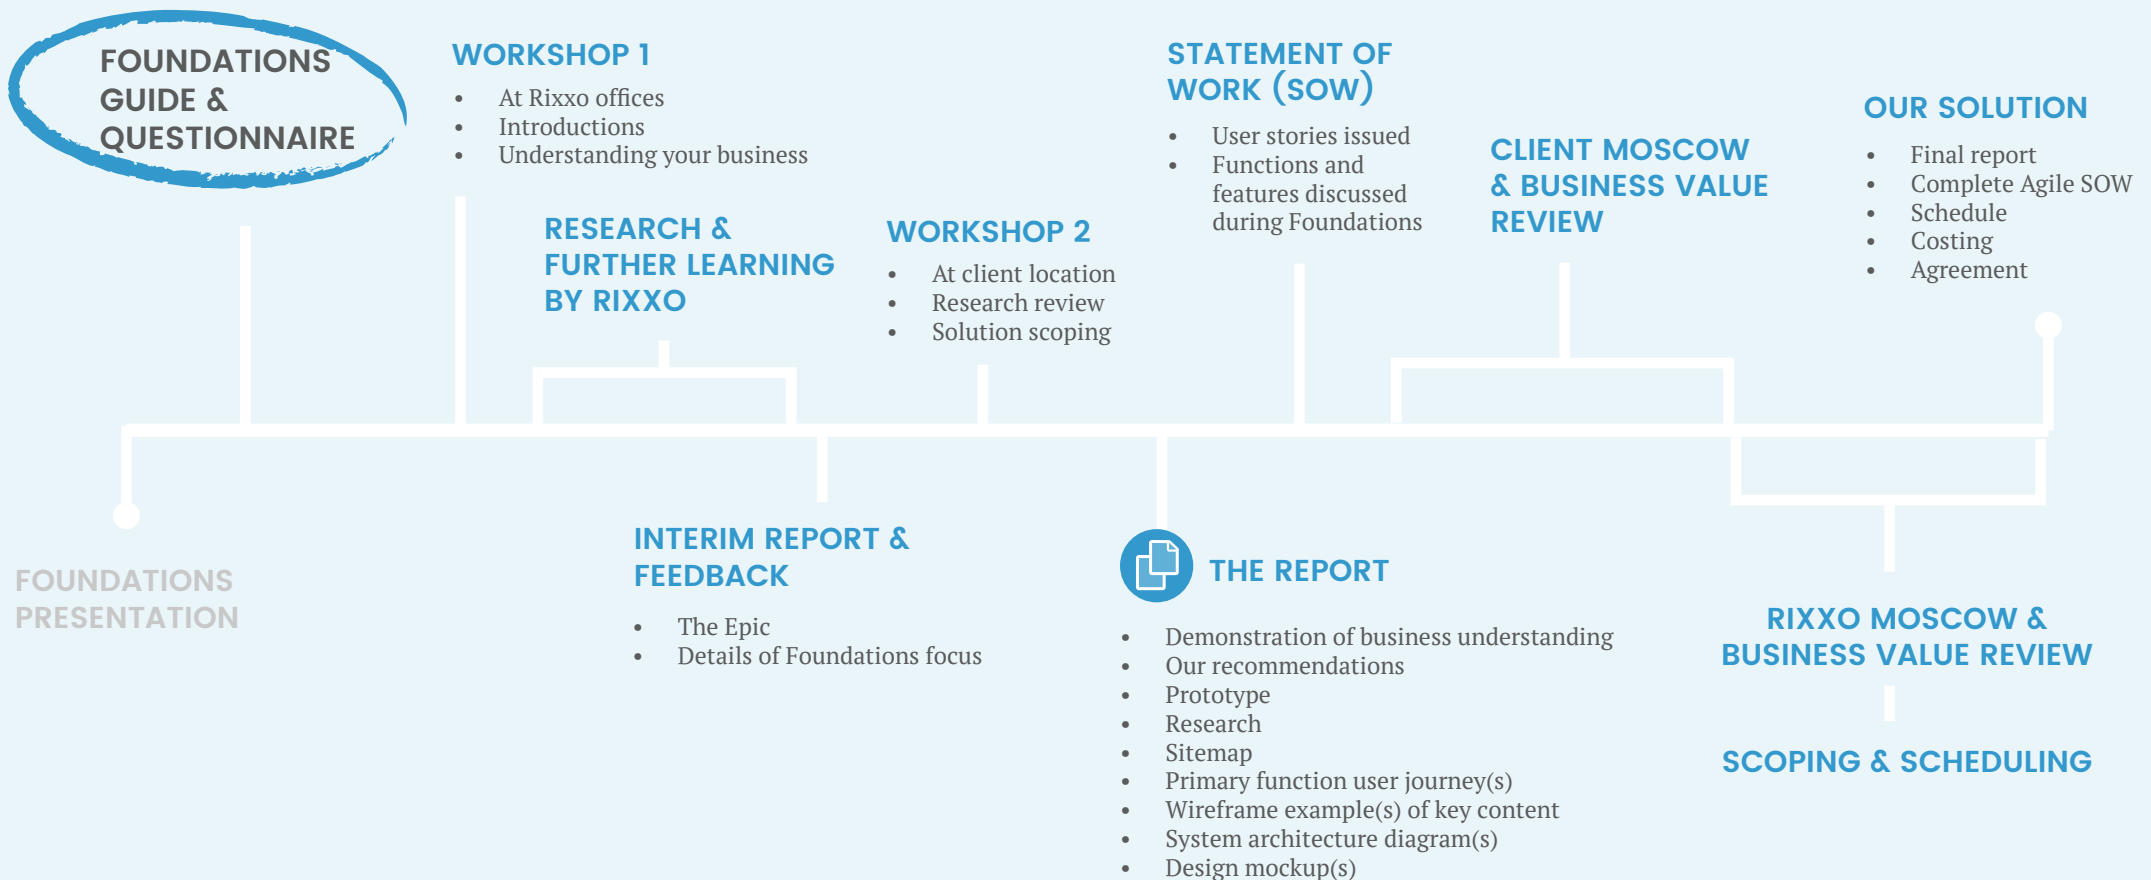 FOUNDATIONS
GUIDE &
QUESTIONNAIRE
WORKSHOP 1
• At Rixxo offices
• Introductions
• Understanding your business
RESEARCH &
FURTHER LEARNING
BY RIXXO
WORKSHOP 2
• At client location
• Research review
• Solution scoping
STATEMENT OF
WORK (SOW)
• User stories issued
• Functions and
features discussed
during Foundations
CLIENT MOSCOW
& BUSINESS VALUE
REVIEW
OUR SOLUTION
• Final report
• Complete Agile SOW
• Schedule
• Costing
• Agreement
FOUNDATIONS
PRESENTATION
INTERIM REPORT &
FEEDBACK
• The Epic
• Details of Foundations focus
THE REPORT
• Demonstration of business understanding
• Our recommendations
• Prototype
• Research
• Sitemap
• Primary function user journey(s)
• Wireframe example(s) of key content
• System architecture diagram(s)
• Design mockup(s)
RIXXO MOSCOW &
BUSINESS VALUE REVIEW
SCOPING & SCHEDULING